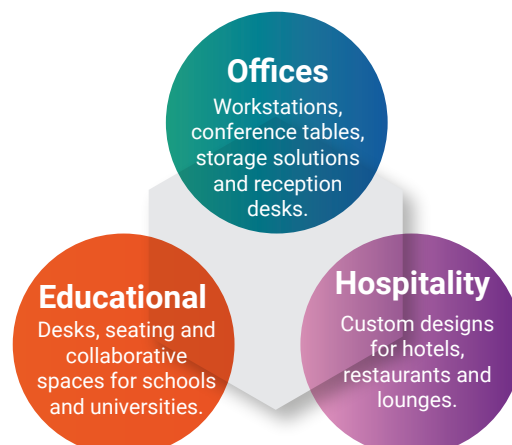 Offices
Workstations,
conference tables,
storage solutions
and reception
desks.
Educational
Desks, seating and
collaborative
spaces for schools
and universities.
Hospitality
Custom designs
for hotels,
restaurants and
lounges.